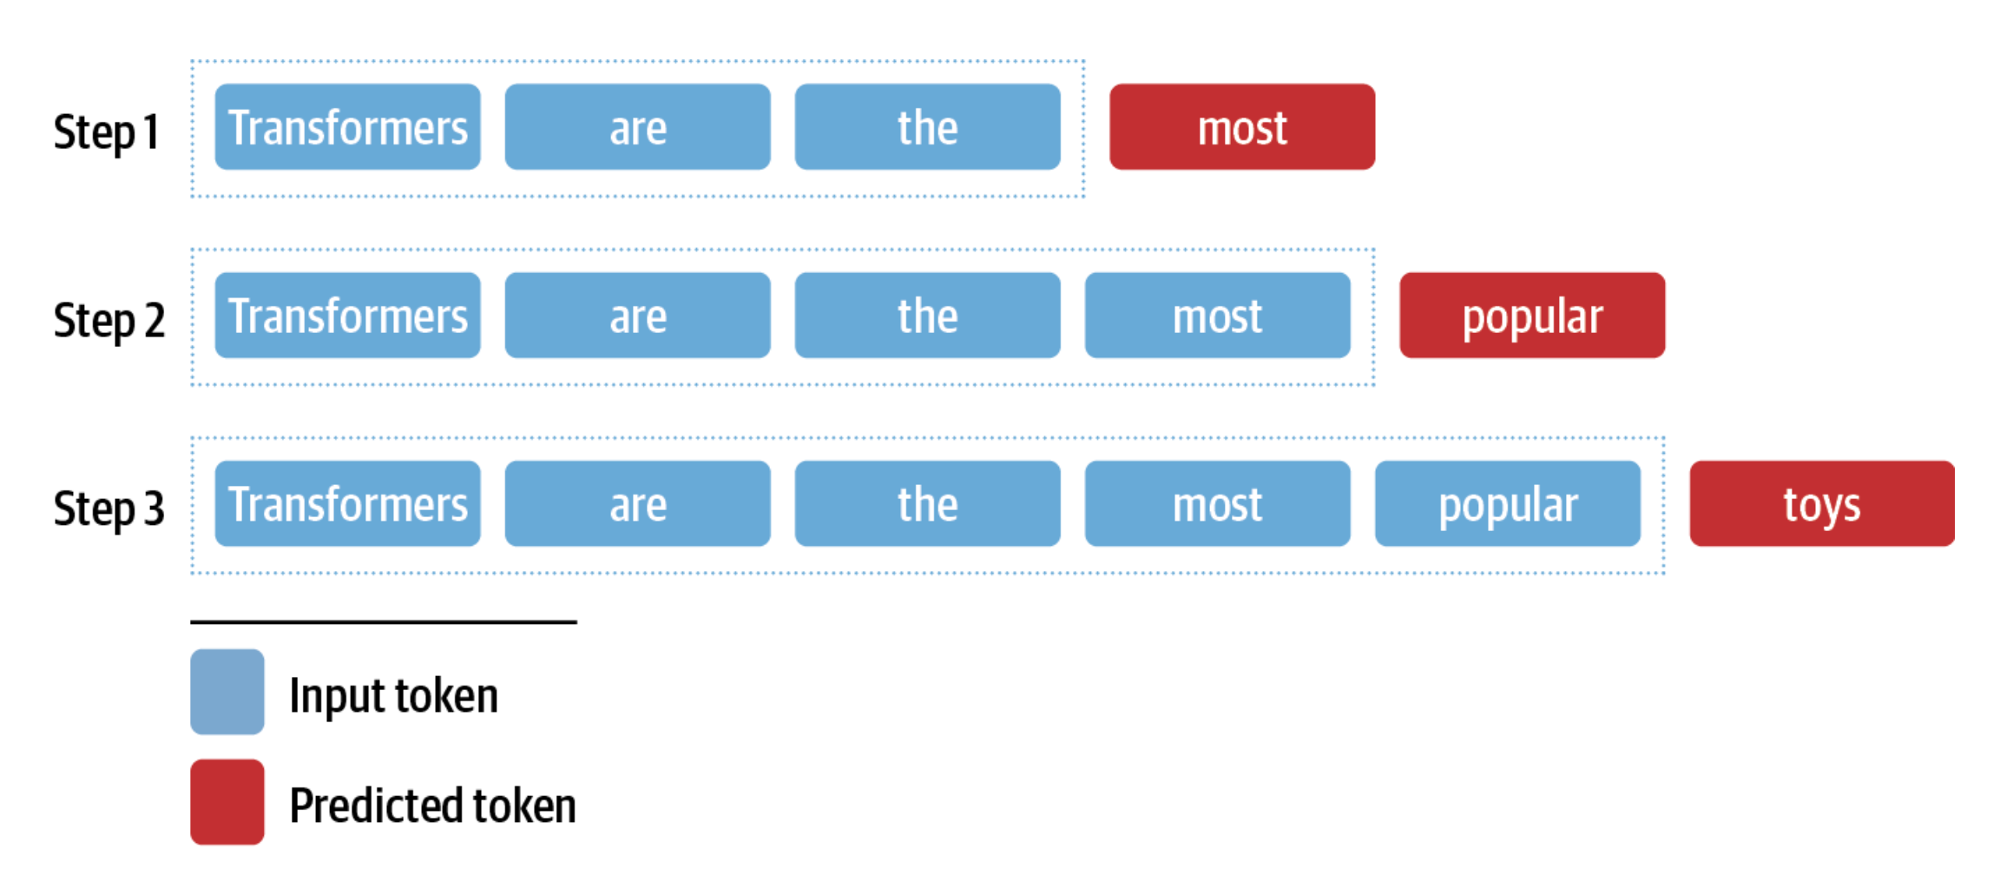 Step 1 Transformers are the most
Step 2 Transformers are the most popular
Step 3 Transformers are the most popular toys
Input token
Predicted token